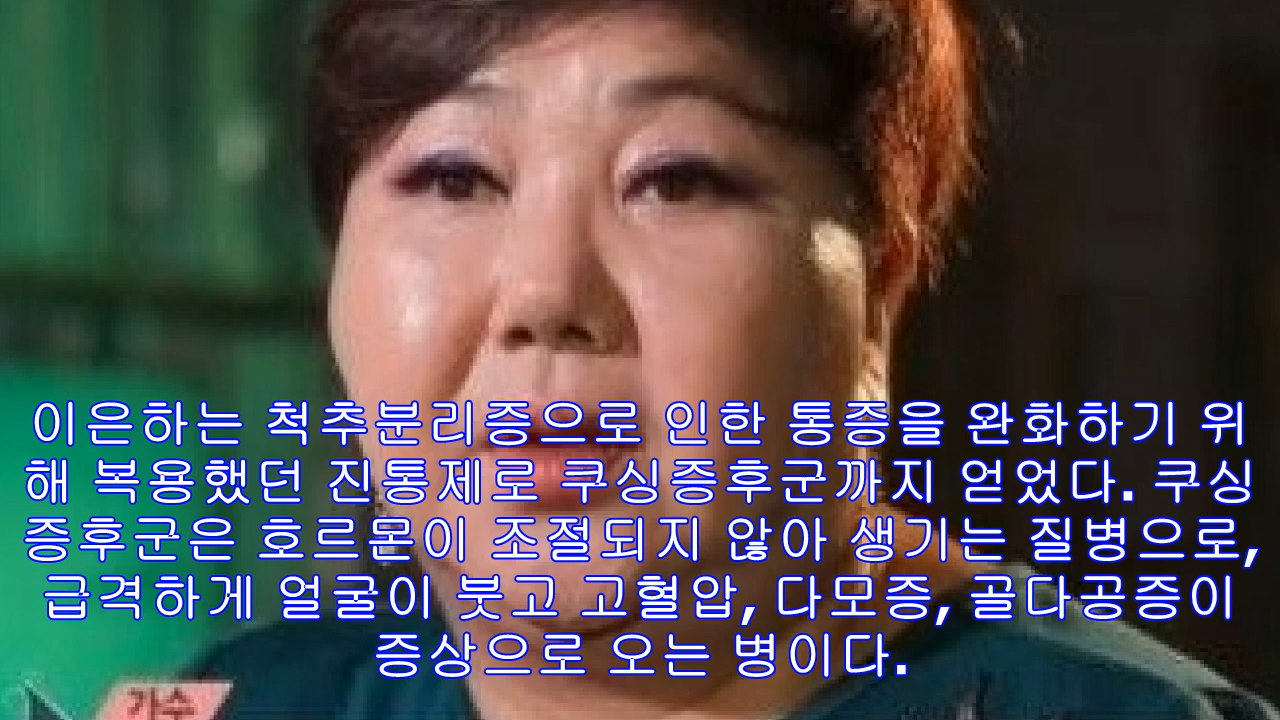 이은하는 척추분리증으로 인한 통증을 완화하기 위
해 복용했던 진통제로 쿠싱증후군까지 얻었다. 쿠싱
증후군은 호르몬이 조절되지 않아 생기는 질병으로,
급격하게 얼굴이 붓고 고혈압, 다모증, 골다공증이
증상으로 오는 병이다.
가수